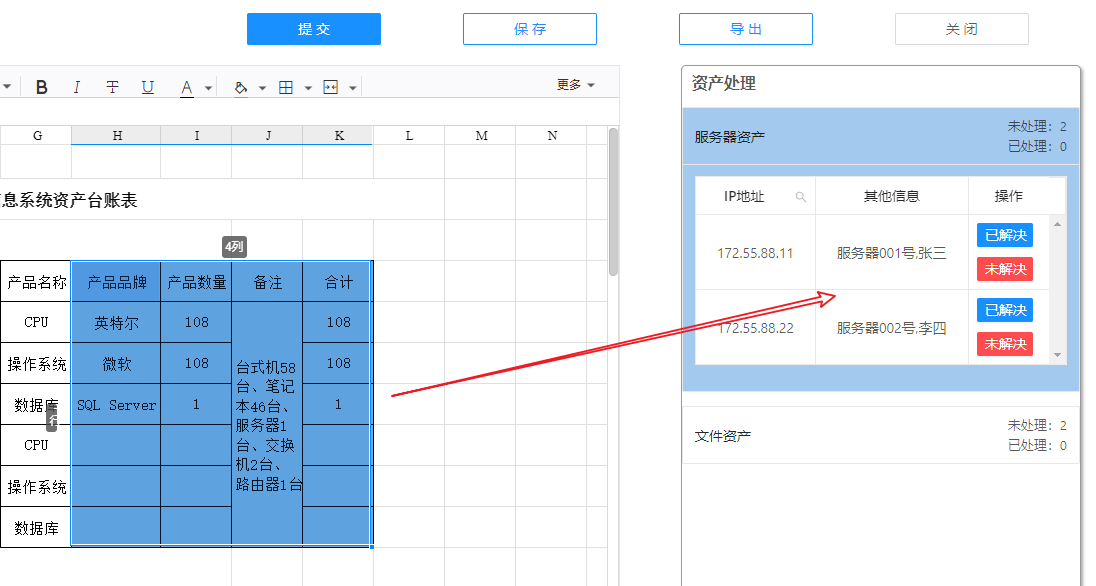 提 交 保 存 导 出 关 闭
B I T U A 更多
资产处理
G H I J K L M N
服务器资产
未处理：2
已处理：0
息系统资产台账表
4列
产品名称 产品品牌 产品数量 备注 合计
CPU 英特尔 108 108
操作系统 微软 108 108
数据库 SQL Server 1 1
行
CPU
操作系统
数据库
台式机58
台、笔记
本46台、
服务器1
台、交换
机2台、
路由器1台
IP地址 其他信息 操作
172.55.88.11 服务器001号,张三 已解决
未解决
172.55.88.22 服务器002号,李四 已解决
未解决
文件资产
未处理：2
已处理：0